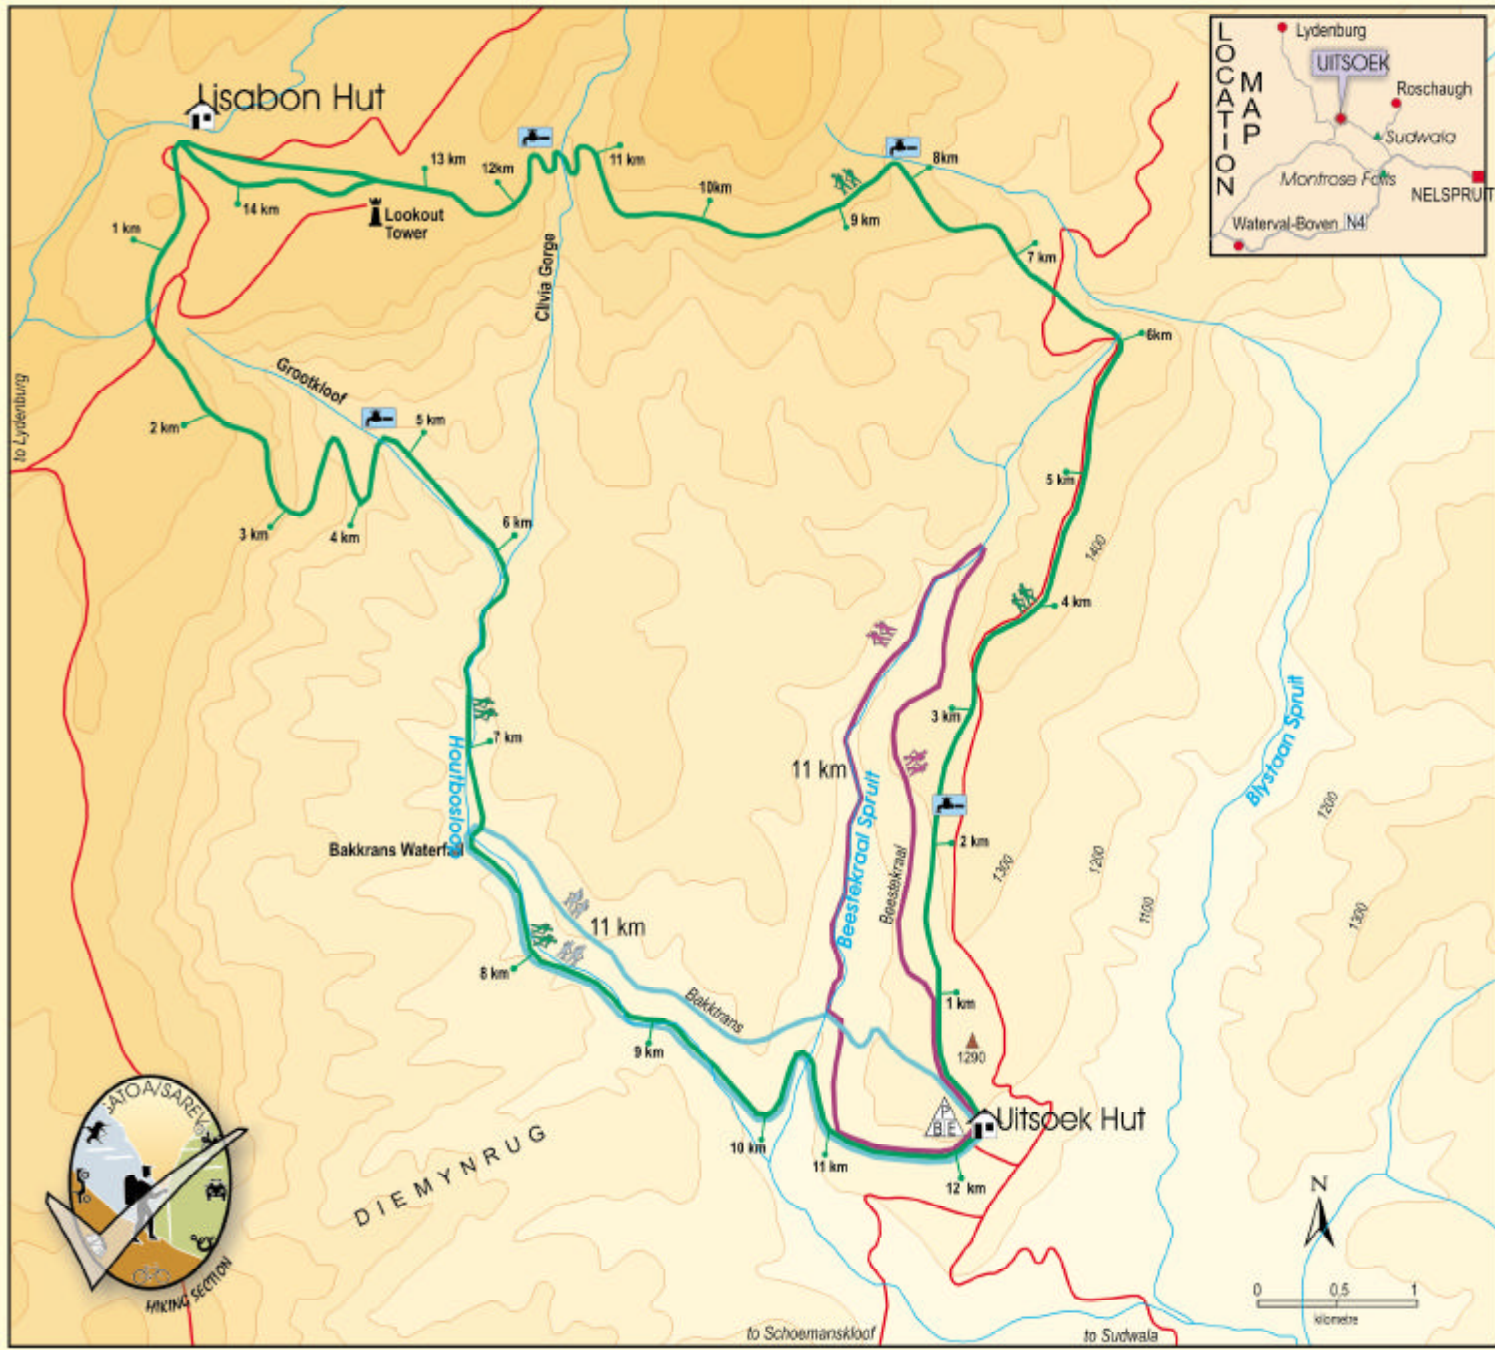 LOCATION
MAP
Lydenburg
UITSOEK
Roschaugh
Sudwala
Montrose Falls
NELSPRUIT
Waterval-Boven
N4
Lisabon Hut
13 km
12km
11 km
8km
14 km
Lookout
Tower
10km
9 km
1 km
7 km
Clivia Gorge
6km
Grootkloof
to Lydenburg
2 km
5 km
5 km
6 km
3 km
4 km
1400
4 km
3 km
7 km
Houtbosloop
11 km
Beestekraal Spruit
Blystaan Spruit
1200
Bakkrans Waterfall
2 km
Beestekraal
1300
1200
1100
1300
11 km
8 km
Bakktrans
1 km
9 km
1290
SATOA/SAREV
P
B E
Uitsoek Hut
10 km
11 km
12 km
DIEMYNRUG
N
HIKING SECTION
0 0,5 1
kilometre
to Schoemanskloof
to Sudwala